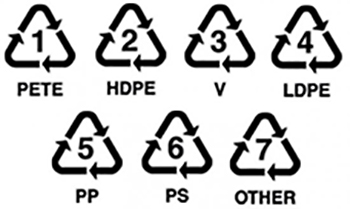 1 2 3 4
PETE HDPE V LDPE
5 6 7
PP PS OTHER